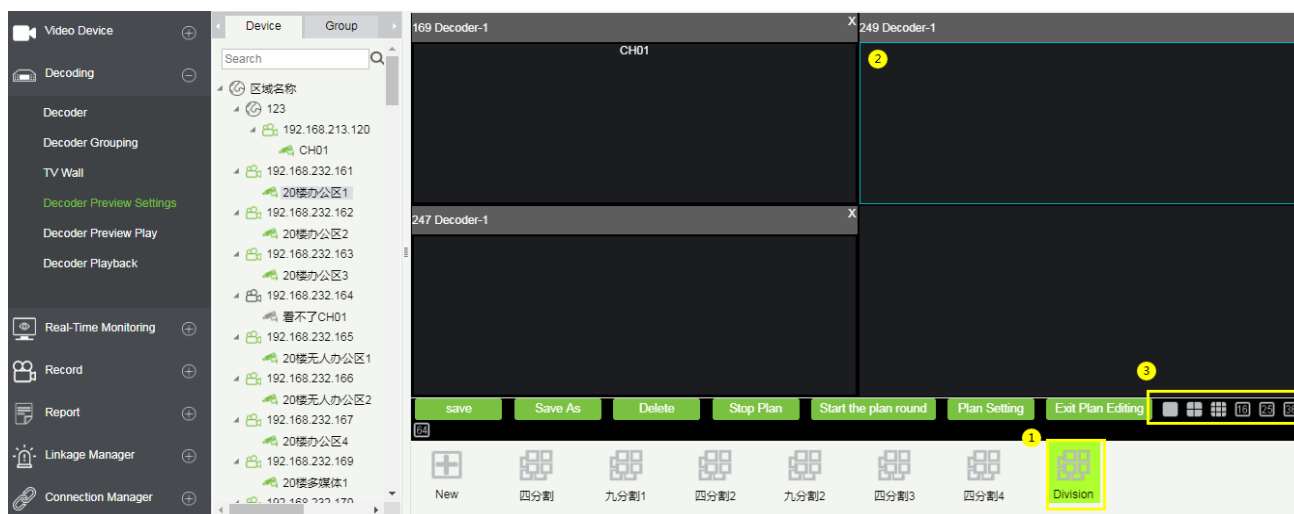 Video Device
Decoding
Decoder
Decoder Grouping
TV Wall
Decoder Preview Settings
Decoder Preview Play
Decoder Playback
Real-Time Monitoring
Record
Report
Linkage Manager
Connection Manager
Device Group
Search
区域名称
123
192.168.213.120
CH01
192.168.232.161
20楼办公区1
192.168.232.162
20楼办公区2
192.168.232.163
20楼办公区3
192.168.232.164
看不了CH01
192.168.232.165
20楼无人办公区1
192.168.232.166
20楼无人办公区2
192.168.232.167
20楼办公区4
192.168.232.169
20楼多媒体1
192.168.232.170
169 Decoder-1 X 249 Decoder-1
CH01
2
247 Decoder-1 X
3
save Save As Delete Stop Plan Start the plan round Plan Setting Exit Plan Editing 16 25 36
64
1
New 四分割 九分割1 四分割2 九分割2 四分割3 四分割4 Division